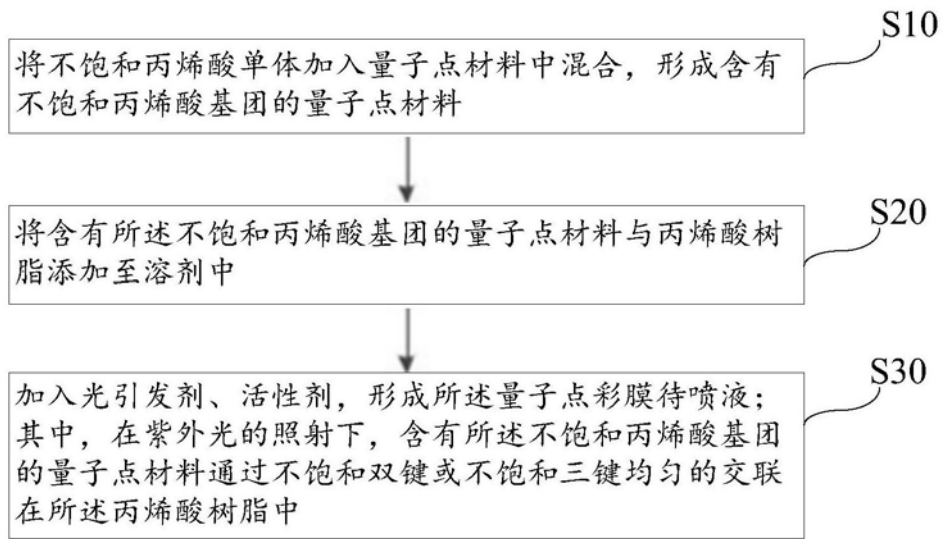 S10
将不饱和丙烯酸单体加入量子点材料中混合，形成含有
不饱和丙烯酸基团的量子点材料
S20
将含有所述不饱和丙烯酸基团的量子点材料与丙烯酸树
脂添加至溶剂中
S30
加入光引发剂、活性剂，形成所述量子点彩膜待喷液；
其中，在紫外光的照射下，含有所述不饱和丙烯酸基团
的量子点材料通过不饱和双键或不饱和三键均匀的交联
在所述丙烯酸树脂中